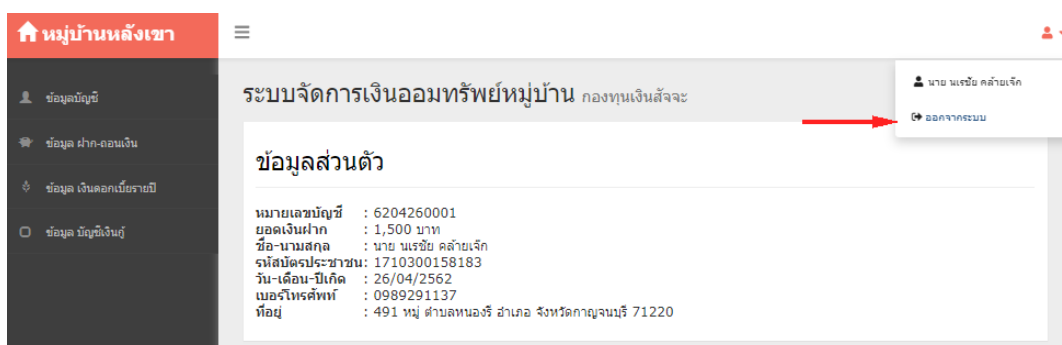 หมู่บ้านหลังเขา
นาย นเรชัย คล้ายเจ๊ก
ออกจากระบบ
ข้อมูลบัญชี
ข้อมูล ฝาก-ถอนเงิน
ข้อมูล เงินดอกเบี้ยรายปี
ข้อมูล บัญชีเงินกู้
ระบบจัดการเงินออมทรัพย์หมู่บ้าน กองทุนเงินสัจจะ
ข้อมูลส่วนตัว
หมายเลขบัญชี : 6204260001
ยอดเงินฝาก : 1,500 บาท
ชื่อ-นามสกุล : นาย นเรชัย คล้ายเจ๊ก
รหัสบัตรประชาชน: 1710300158183
วัน-เดือน-ปีเกิด : 26/04/2562
เบอร์โทรศัพท์ : 0989291137
ที่อยู่ : 491 หมู่ ตำบลหนองรี อำเภอ จังหวัดกาญจนบุรี 71220